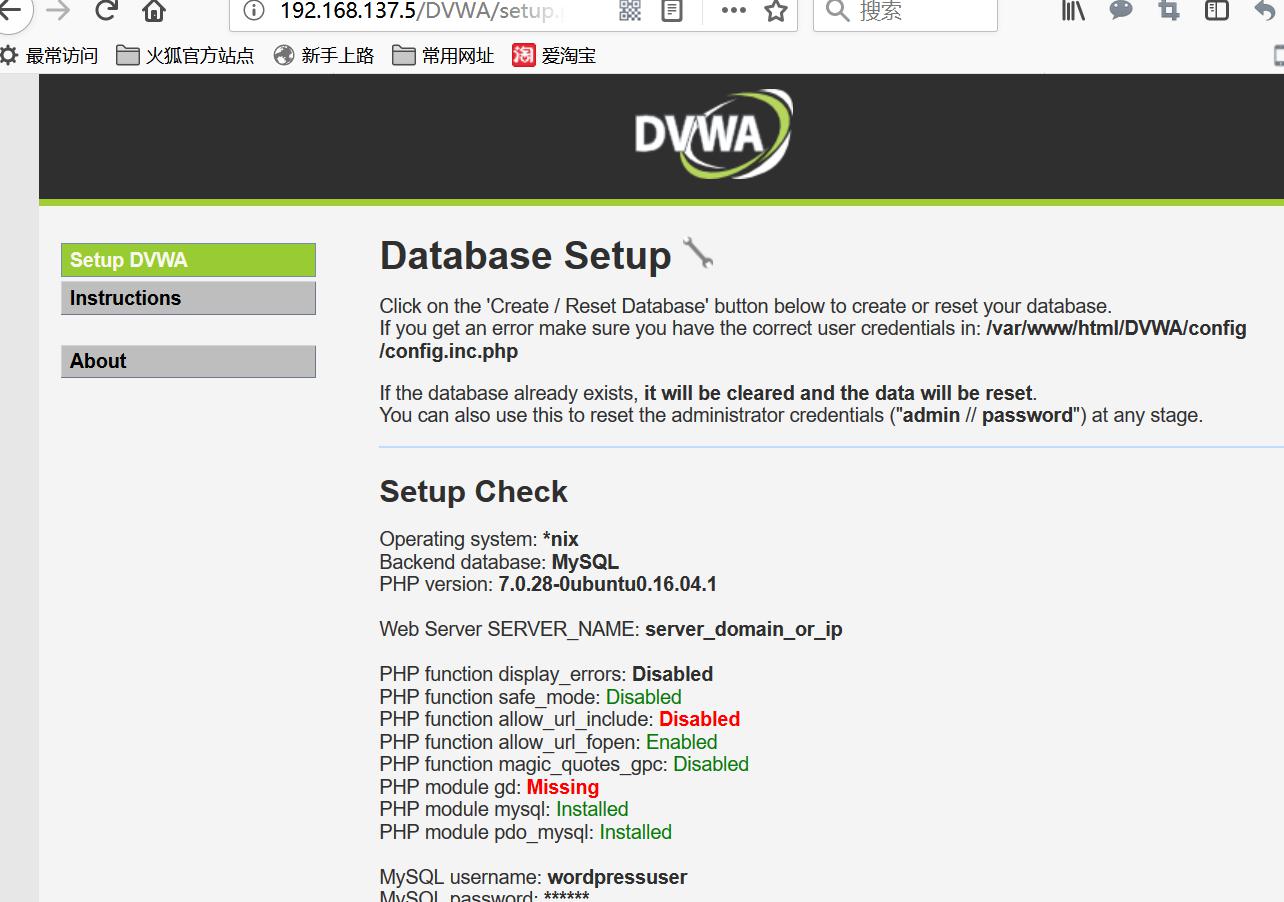 192.168.137.5/DVWA/setup.
搜索
最常访问 火狐官方站点 新手上路 常用网址 淘 爱淘宝
DVWA
Setup DVWA
Instructions
About
Database Setup
Click on the 'Create / Reset Database' button below to create or reset your database.
If you get an error make sure you have the correct user credentials in: /var/www/html/DVWA/config
/config.inc.php
If the database already exists, it will be cleared and the data will be reset.
You can also use this to reset the administrator credentials ("admin // password") at any stage.
Setup Check
Operating system: *nix
Backend database: MySQL
PHP version: 7.0.28-0ubuntu0.16.04.1
Web Server SERVER_NAME: server_domain_or_ip
PHP function display_errors: Disabled
PHP function safe_mode: Disabled
PHP function allow_url_include: Disabled
PHP function allow_url_fopen: Enabled
PHP function magic_quotes_gpc: Disabled
PHP module gd: Missing
PHP module mysql: Installed
PHP module pdo_mysql: Installed
MySQL username: wordpressuser
MySQL password: ******